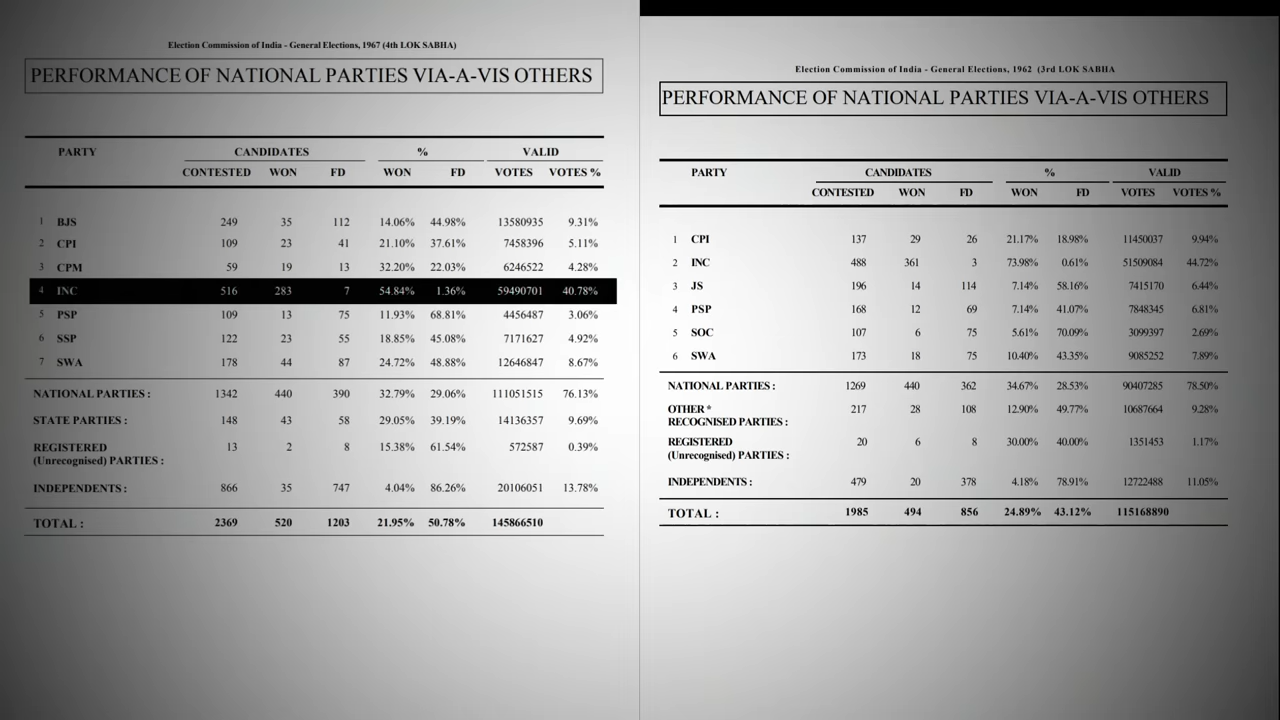 Election Commission of India - General Elections, 1967 (4th LOK SABHA)
PERFORMANCE OF NATIONAL PARTIES VIA-A-VIS OTHERS
PARTY CANDIDATES % VALID
CONTESTED WON FD WON FD VOTES VOTES %
1 BJS 249 35 112 14.06% 44.98% 13580935 9.31%
2 CPI 109 23 41 21.10% 37.61% 7458396 5.11%
3 CPM 59 19 13 32.20% 22.03% 6246522 4.28%
4 INC 516 283 7 54.84% 1.36% 59490701 40.78%
5 PSP 109 13 75 11.93% 68.81% 4456487 3.06%
6 SSP 122 23 55 18.85% 45.08% 7171627 4.92%
7 SWA 178 44 87 24.72% 48.88% 12646847 8.67%
NATIONAL PARTIES : 1342 440 390 32.79% 29.06% 111051515 76.13%
STATE PARTIES : 148 43 58 29.05% 39.19% 14136357 9.69%
REGISTERED 13 2 8 15.38% 61.54% 572587 0.39%
(Unrecognised) PARTIES :
INDEPENDENTS : 866 35 747 4.04% 86.26% 20106051 13.78%
TOTAL : 2369 520 1203 21.95% 50.78% 145866510
Election Commission of India - General Elections, 1962 (3rd LOK SABHA
PERFORMANCE OF NATIONAL PARTIES VIA-A-VIS OTHERS
PARTY CANDIDATES % VALID
CONTESTED WON FD WON FD VOTES VOTES %
1 CPI 137 29 26 21.17% 18.98% 11450037 9.94%
2 INC 488 361 3 73.98% 0.61% 51509084 44.72%
3 JS 196 14 114 7.14% 58.16% 7415170 6.44%
4 PSP 168 12 69 7.14% 41.07% 7848345 6.81%
5 SOC 107 6 75 5.61% 70.09% 3099397 2.69%
6 SWA 173 18 75 10.40% 43.35% 9085252 7.89%
NATIONAL PARTIES : 1269 440 362 34.67% 28.53% 90407285 78.50%
OTHER * 217 28 108 12.90% 49.77% 10687664 9.28%
RECOGNISED PARTIES :
REGISTERED 20 6 8 30.00% 40.00% 1351453 1.17%
(Unrecognised) PARTIES :
INDEPENDENTS : 479 20 378 4.18% 78.91% 12722488 11.05%
TOTAL : 1985 494 856 24.89% 43.12% 115168890